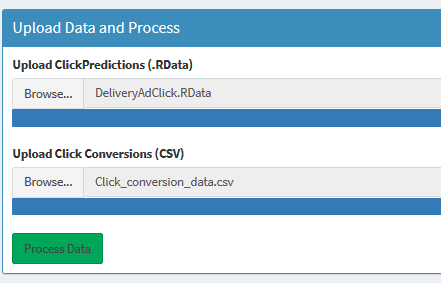 Upload Data and Process
Upload ClickPredictions (.RData)
Browse... DeliveryAdClick.RData
Upload Click Conversions (CSV)
Browse... Click_conversion_data.csv
Process Data